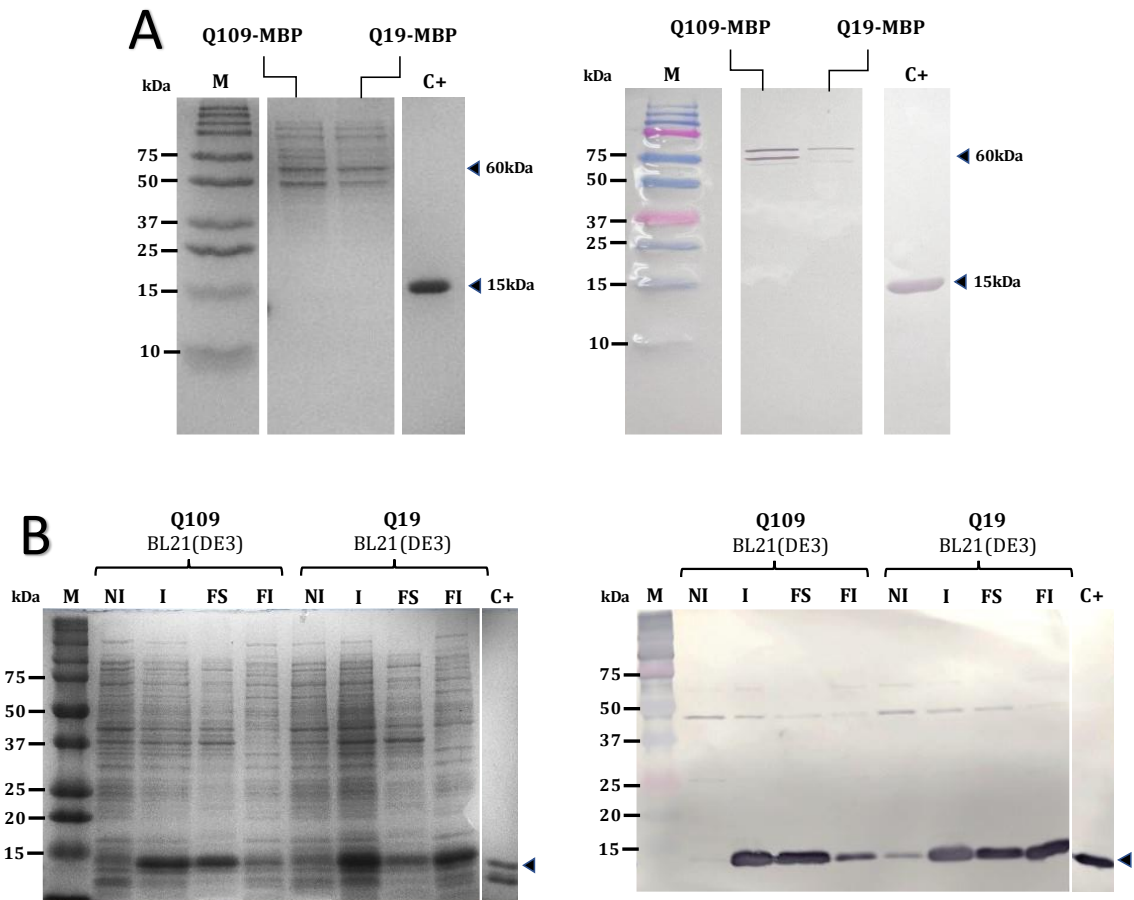 A
Q109-MBP Q19-MBP
kDa M C+
75
50
37
25
15
10
60kDa
15kDa
Q109-MBP Q19-MBP
kDa M C+
75
50
37
25
15
10
60kDa
15kDa
B
Q109 Q19
BL21(DE3) BL21(DE3)
kDa M NI I FS FI NI I FS FI C+
75
50
37
25
20
15
Q109 Q19
BL21(DE3) BL21(DE3)
kDa M NI I FS FI NI I FS FI C+
75
50
37
25
20
15